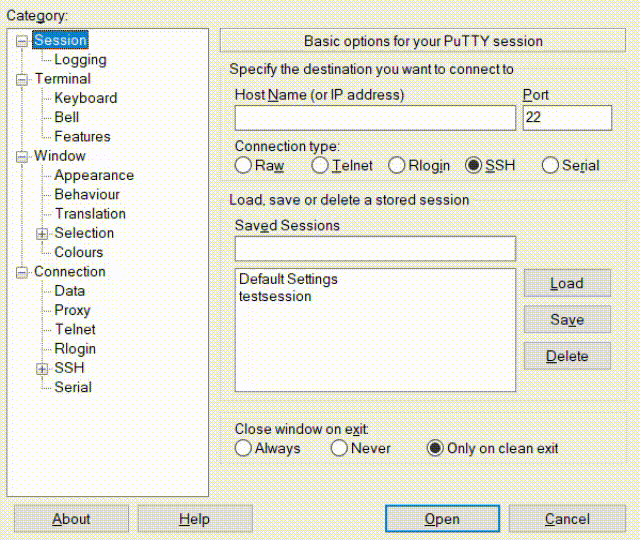 Category:
Session
Logging
Terminal
Keyboard
Bell
Features
Window
Appearance
Behaviour
Translation
Selection
Colours
Connection
Data
Proxy
Telnet
Rlogin
SSH
Serial
Basic options for your PuTTY session
Specify the destination you want to connect to
Host Name (or IP address) Port
22
Connection type:
Raw Telnet Rlogin SSH Serial
Load, save or delete a stored session
Saved Sessions
Default Settings
testsession
Load
Save
Delete
Close window on exit:
Always Never Only on clean exit
About Help Open Cancel